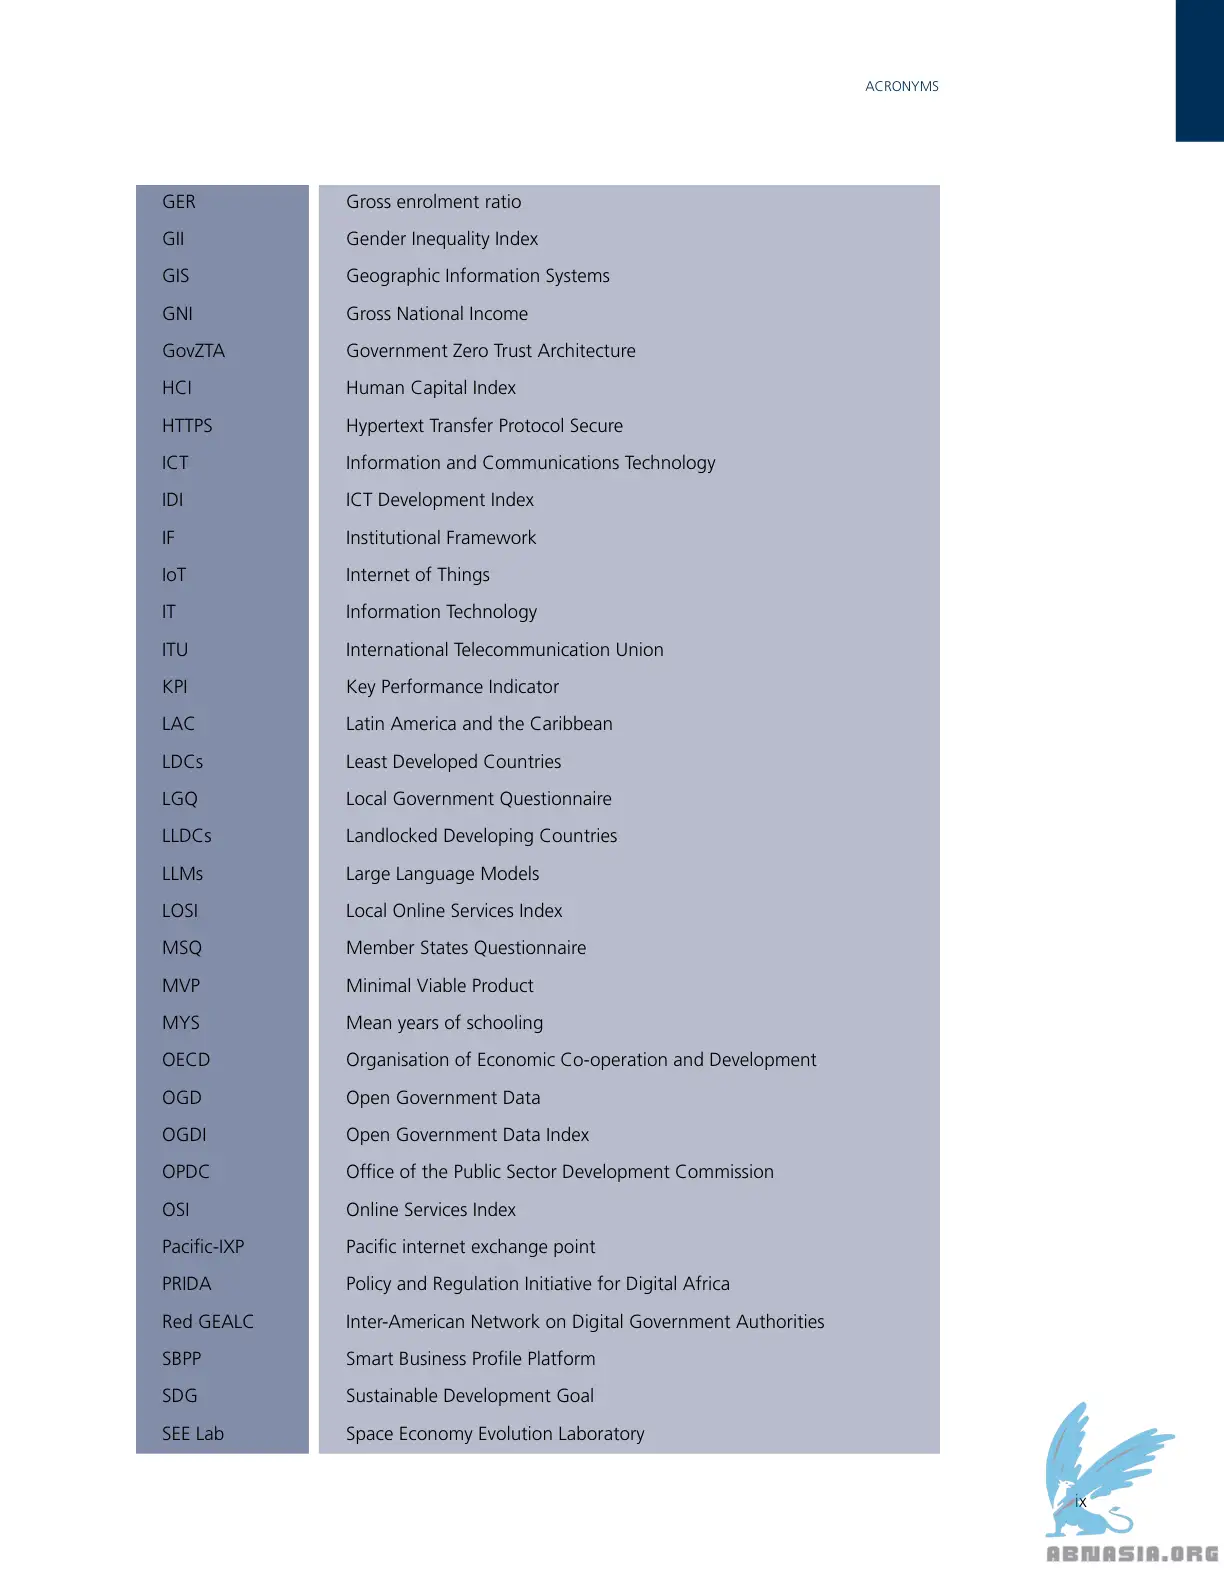 ACRONYMS
GER Gross enrolment ratio
GII Gender Inequality Index
GIS Geographic Information Systems
GNI Gross National Income
GovZTA Government Zero Trust Architecture
HCI Human Capital Index
HTTPS Hypertext Transfer Protocol Secure
ICT Information and Communications Technology
IDI ICT Development Index
IF Institutional Framework
IoT Internet of Things
IT Information Technology
ITU International Telecommunication Union
KPI Key Performance Indicator
LAC Latin America and the Caribbean
LDCs Least Developed Countries
LGQ Local Government Questionnaire
LLDCs Landlocked Developing Countries
LLMs Large Language Models
LOSI Local Online Services Index
MSQ Member States Questionnaire
MVP Minimal Viable Product
MYS Mean years of schooling
OECD Organisation of Economic Co-operation and Development
OGD Open Government Data
OGDI Open Government Data Index
OPDC Office of the Public Sector Development Commission
OSI Online Services Index
Pacific-IXP Pacific internet exchange point
PRIDA Policy and Regulation Initiative for Digital Africa
Red GEALC Inter-American Network on Digital Government Authorities
SBPP Smart Business Profile Platform
SDG Sustainable Development Goal
SEE Lab Space Economy Evolution Laboratory
ix
ABNASIA.ORG